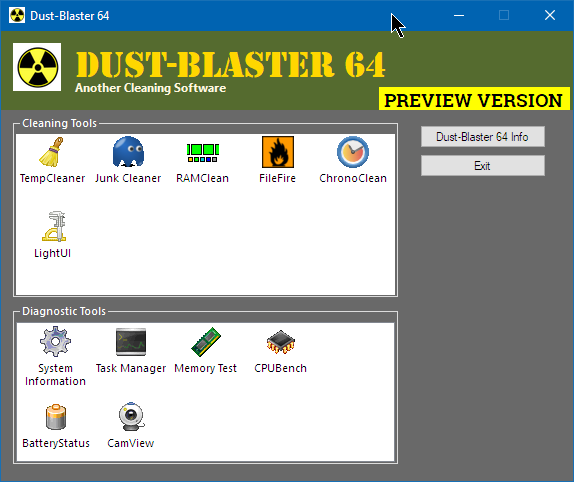 Dust-Blaster 64
DUST-BLASTER 64
Another Cleaning Software
PREVIEW VERSION
Cleaning Tools
TempCleaner Junk Cleaner RAMClean FileFire ChronoClean
LightUI
Dust-Blaster 64 Info
Exit
Diagnostic Tools
System Information Task Manager Memory Test CPUBench
BatteryStatus CamView